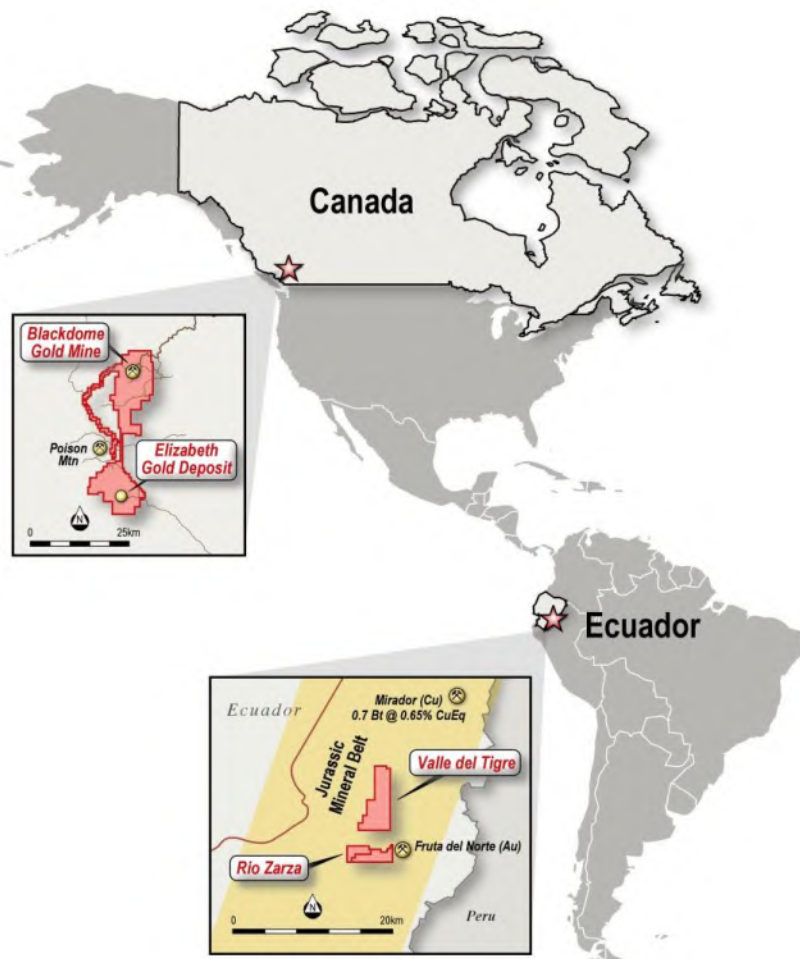 Canada
Blackdome
Gold Mine
Poison
Mtn
Elizabeth
Gold Deposit
N
0 25km
Ecuador
Ecuador
Mirador (Cu)
0.7 Bt @ 0.65% CuEq
Jurassic
Mineral Belt
Valle del Tigre
Fruta del Norte (Au)
Rio Zarza
N
0 20km
Peru